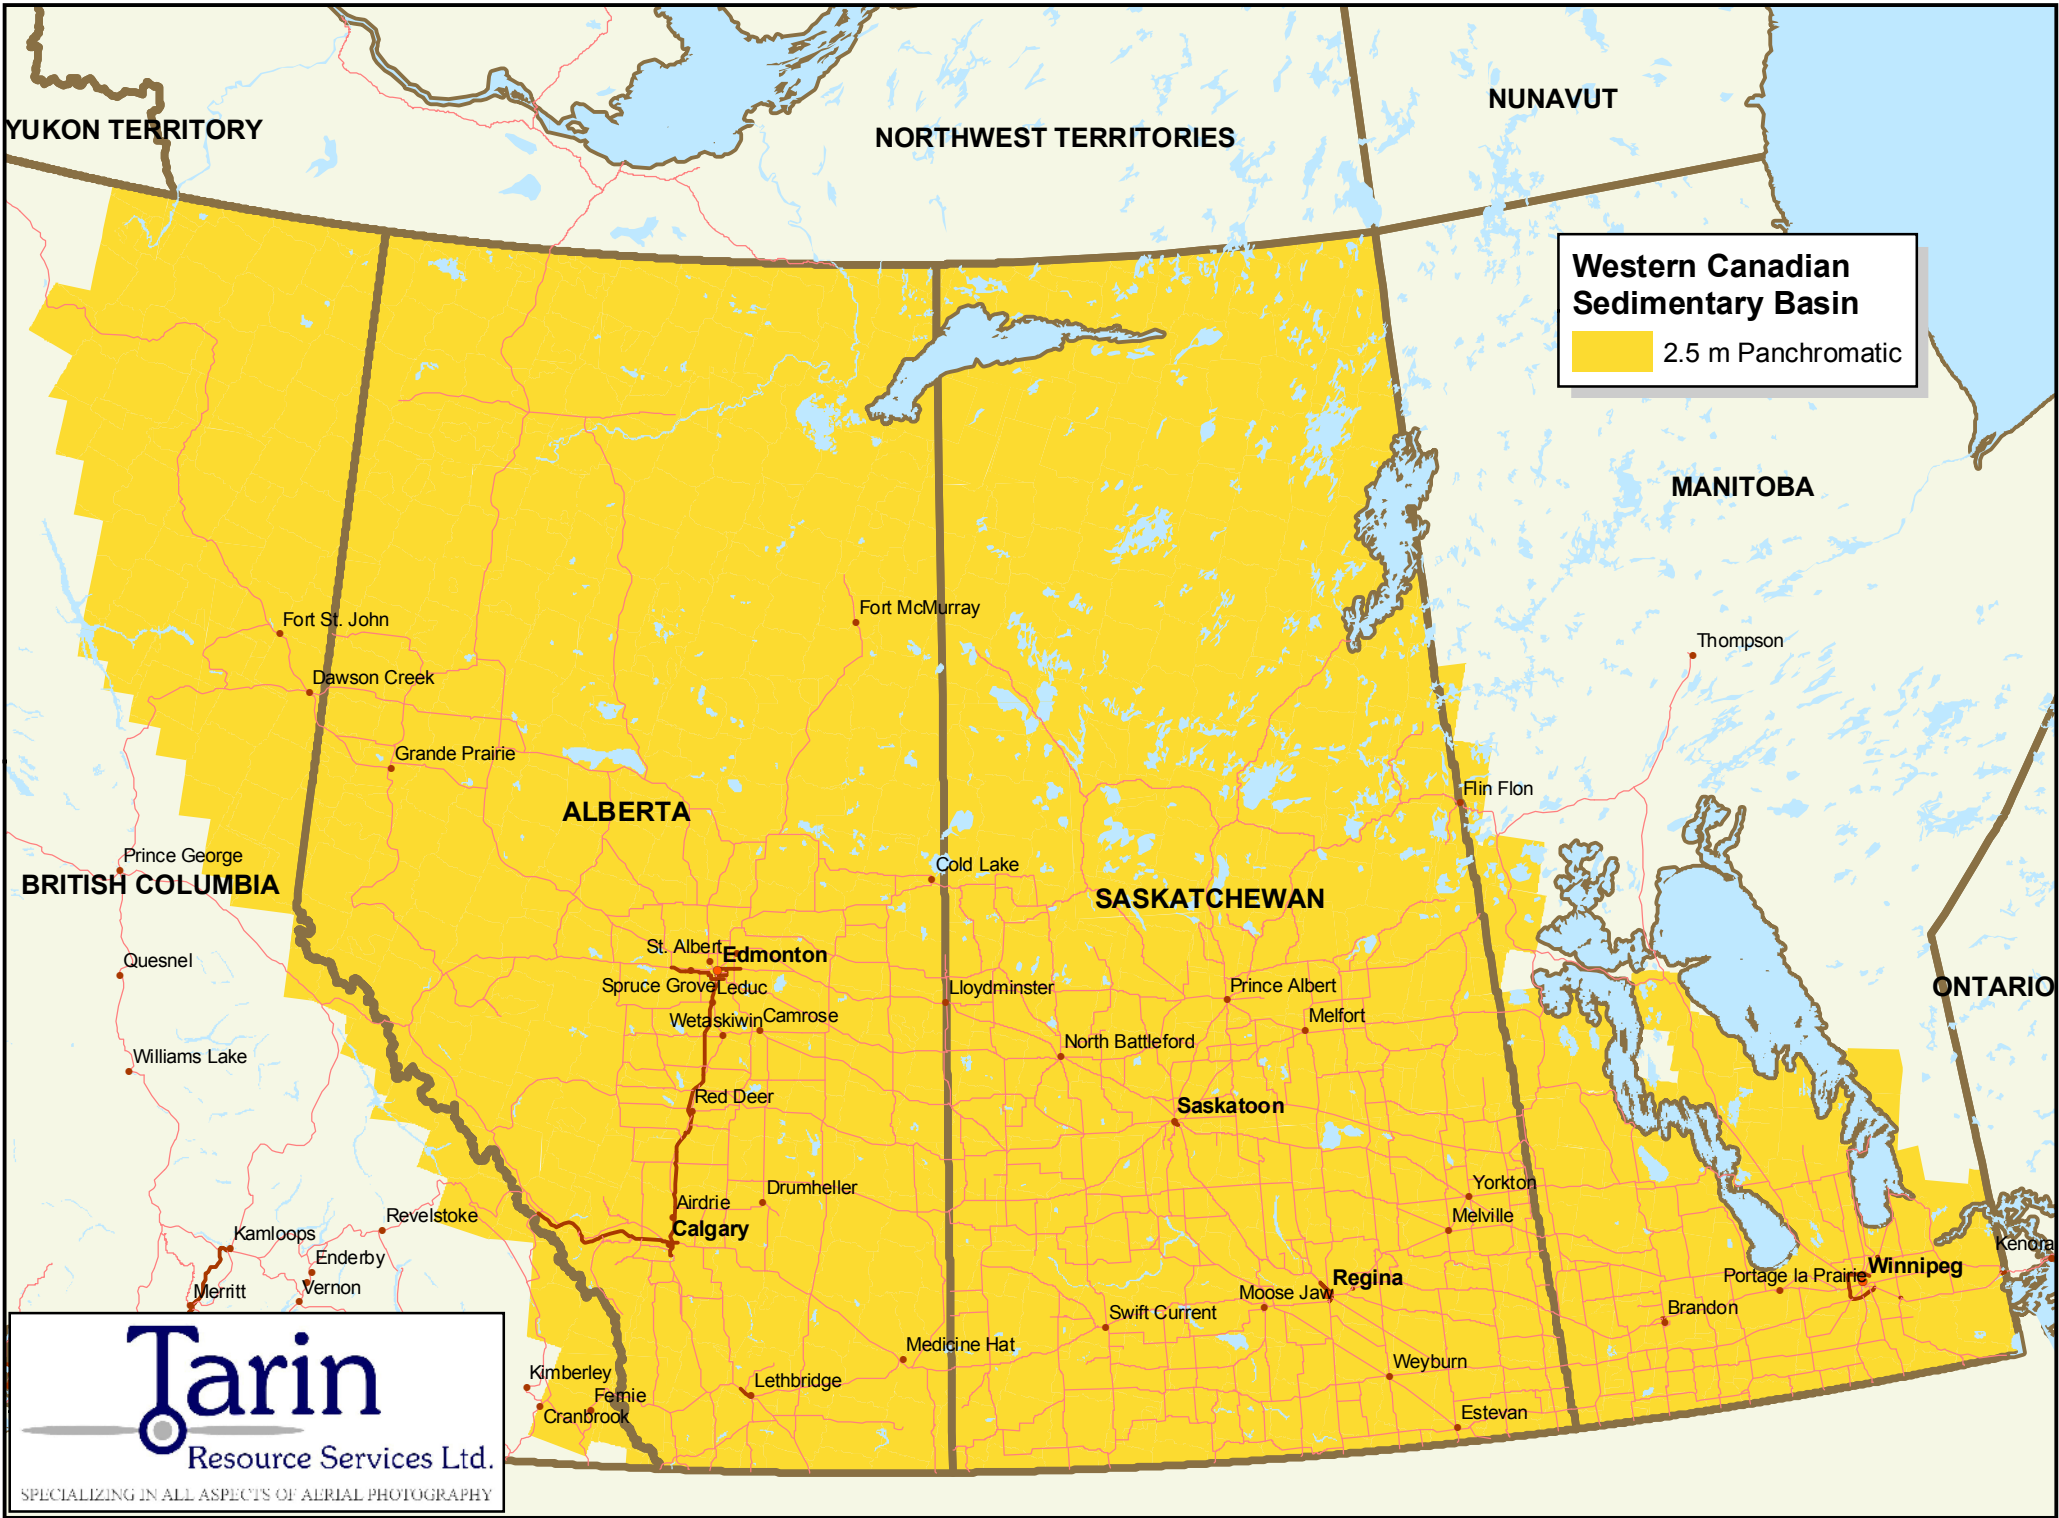 YUKON TERRITORY
NORTHWEST TERRITORIES
NUNAVUT
Western Canadian
Sedimentary Basin
2.5 m Panchromatic
MANITOBA
Fort McMurray
Fort St. John
Thompson
Dawson Creek
Grande Prairie
Flin Flon
ALBERTA
Prince George
Cold Lake
BRITISH COLUMBIA
SASKATCHEWAN
St. Albert
Edmonton
Quesnel
Spruce Grove
Leduc
Lloydminster
Prince Albert
ONTARIO
Wetaskiwin
Camrose
Melfort
North Battleford
Williams Lake
Red Deer
Saskatoon
Drumheller
Yorkton
Airdrie
Revelstoke
Melville
Calgary
Kamloops
Kenora
Enderby
Winnipeg
Portage la Prairie
Regina
Vernon
Merritt
Moose Jaw
Brandon
Swift Current
Medicine Hat
Weyburn
Kimberley
Lethbridge
Fernie
Cranbrook
Estevan
Tarin
Resource Services Ltd.
SPECIALIZING IN ALL ASPECTS OF AERIAL PHOTOGRAPHY